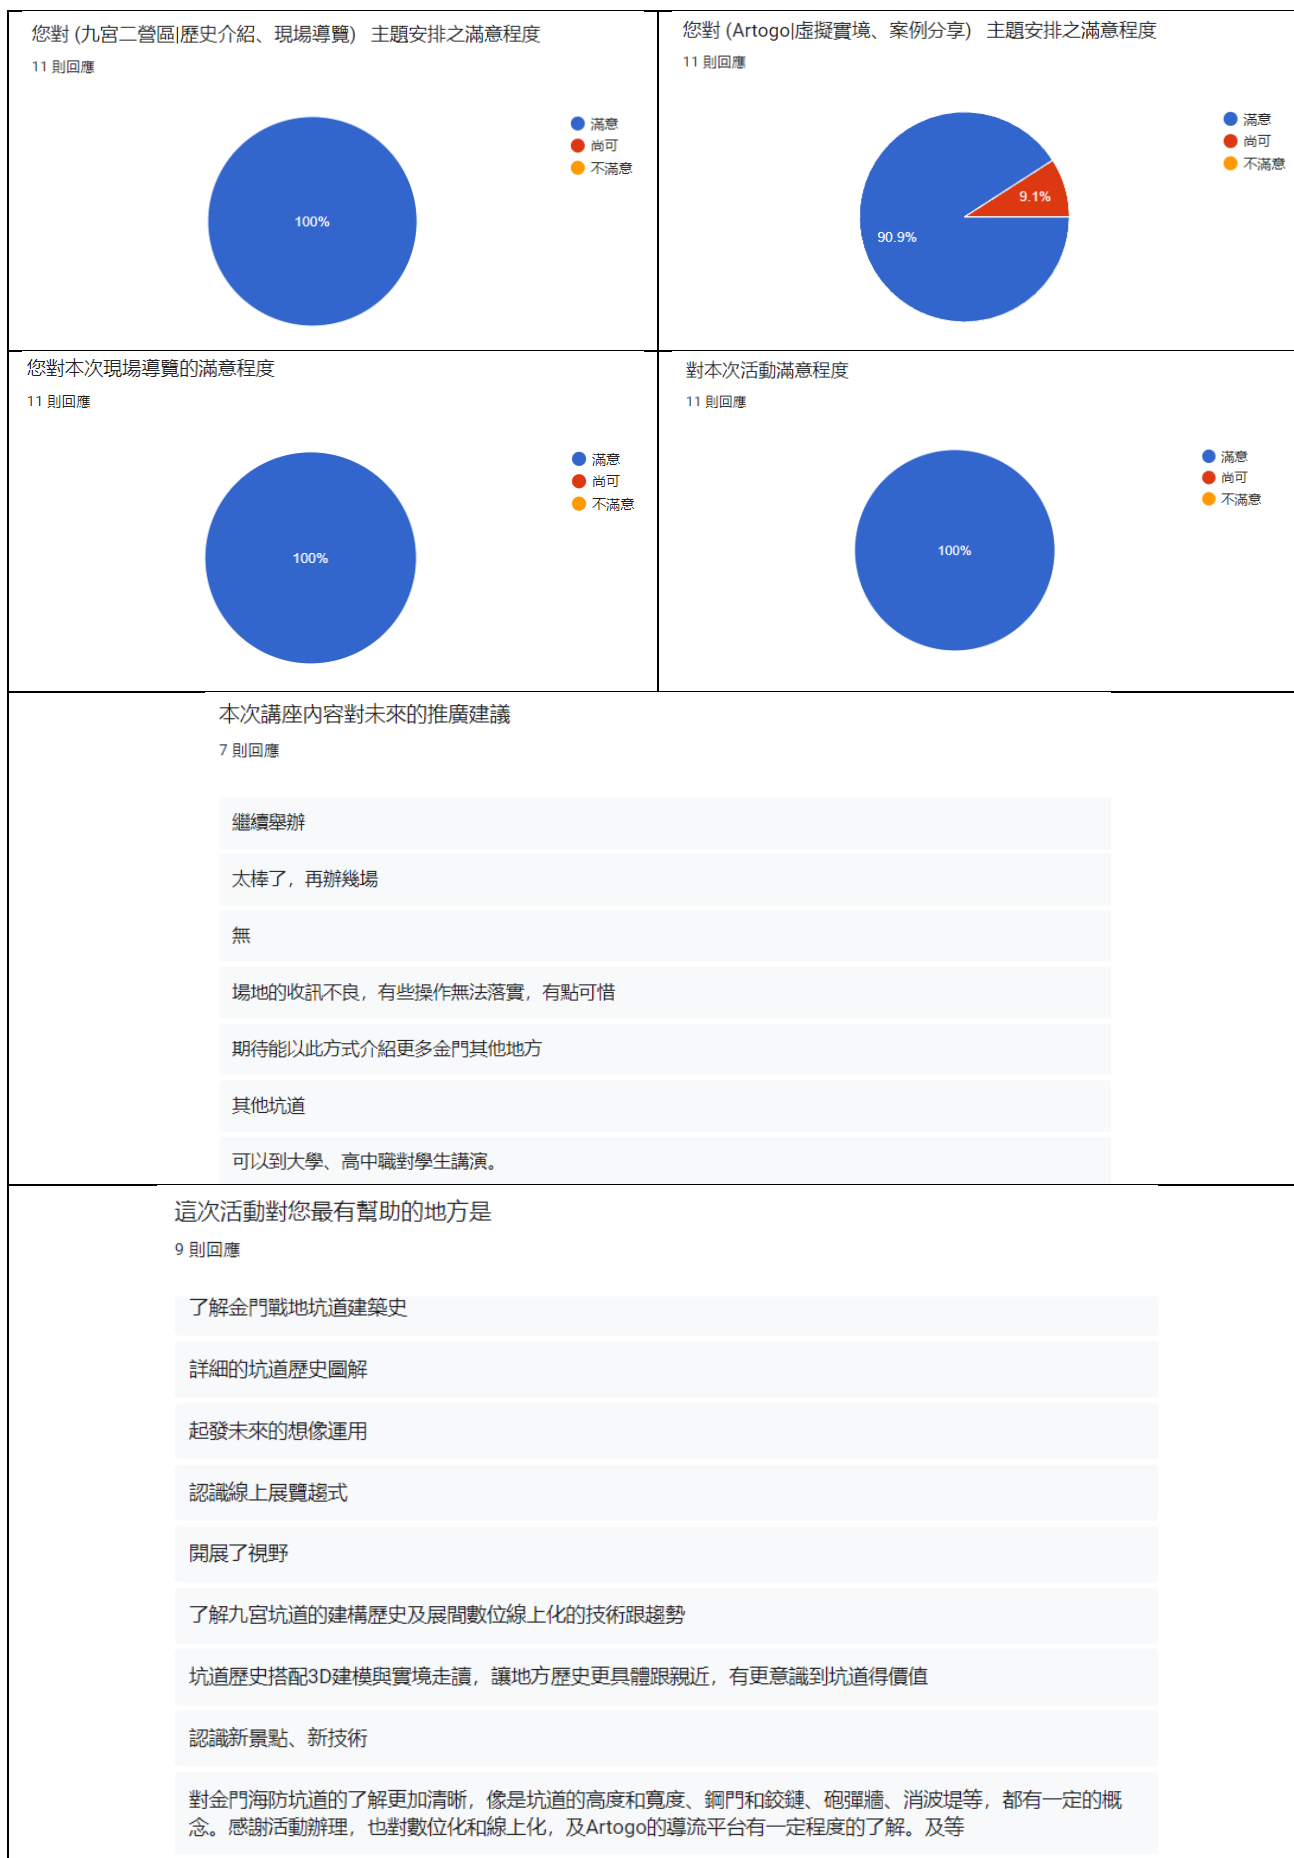 您對 (九宮二營區|歷史介紹、現場導覽) 主題安排之滿意程度
11 則回應
滿意
尚可
不滿意
100%
您對 (Artogo|虛擬實境、案例分享) 主題安排之滿意程度
11 則回應
滿意
尚可
不滿意
9.1%
90.9%
您對本次現場導覽的滿意程度
11 則回應
滿意
尚可
不滿意
100%
對本次活動滿意程度
11 則回應
滿意
尚可
不滿意
100%
本次講座內容對未來的推廣建議
7 則回應
繼續舉辦
太棒了，再辦幾場
無
場地的收訊不良，有些操作無法落實，有點可惜
期待能以此方式介紹更多金門其他地方
其他坑道
可以到大學、高中職對學生講演。
這次活動對您最有幫助的地方是
9 則回應
了解金門戰地坑道建築史
詳細的坑道歷史圖解
起發未來的想像運用
認識線上展覽趨式
開展了視野
了解九宮坑道的建構歷史及展間數位線上化的技術跟趨勢
坑道歷史搭配3D建模與實境走讀，讓地方歷史更具體跟親近，有更意識到坑道得價值
認識新景點、新技術
對金門海防坑道的了解更加清晰，像是坑道的高度和寬度、鋼門和鉸鏈、砲彈牆、消波堤等，都有一定的概
念。感謝活動辦理，也對數位化和線上化，及Artogo的導流平台有一定程度的了解。及等